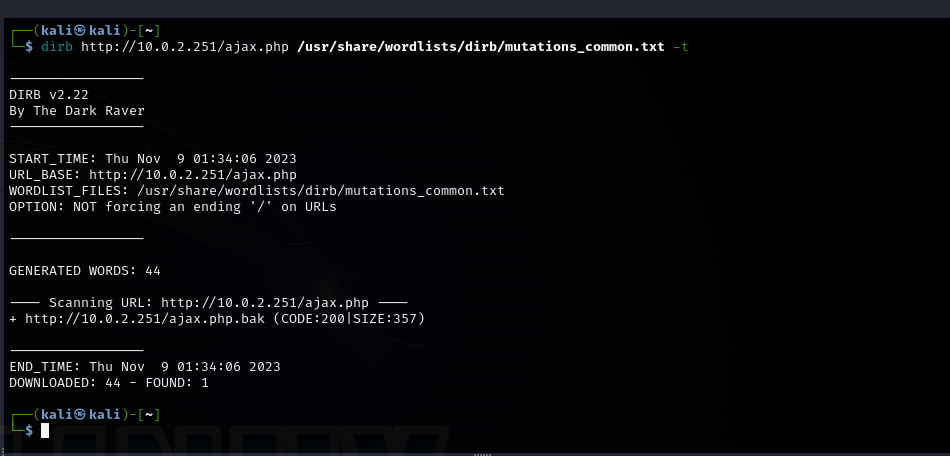 ┌──(kali㉿kali)-[~]
└─$ dirb http://10.0.2.251/ajax.php /usr/share/wordlists/dirb/mutations_common.txt -t
-----------------
DIRB v2.22
By The Dark Raver
-----------------
START_TIME: Thu Nov  9 01:34:06 2023
URL_BASE: http://10.0.2.251/ajax.php
WORDLIST_FILES: /usr/share/wordlists/dirb/mutations_common.txt
OPTION: NOT forcing an ending '/' on URLs
-----------------
GENERATED WORDS: 44
---- Scanning URL: http://10.0.2.251/ajax.php ----
+ http://10.0.2.251/ajax.php.bak (CODE:200|SIZE:357)
-----------------
END_TIME: Thu Nov  9 01:34:06 2023
DOWNLOADED: 44 - FOUND: 1
┌──(kali㉿kali)-[~]
└─$